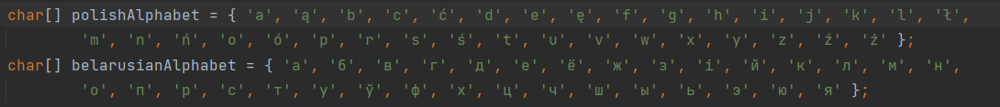 char[] polishAlphabet = { 'a', 'ą', 'b', 'c', 'ć', 'd', 'e', 'ę', 'f', 'g', 'h', 'i', 'j', 'k', 'l', 'ł',
'm', 'n', 'ń', 'o', 'ó', 'p', 'r', 's', 'ś', 't', 'u', 'v', 'w', 'x', 'y', 'z', 'ź', 'ż' };
char[] belarusianAlphabet = { 'а', 'б', 'в', 'г', 'д', 'е', 'ё', 'ж', 'з', 'і', 'й', 'к', 'л', 'м', 'н',
'о', 'п', 'р', 'с', 'т', 'у', 'ў', 'ф', 'х', 'ц', 'ч', 'ш', 'ы', 'ь', 'э', 'ю', 'я' };